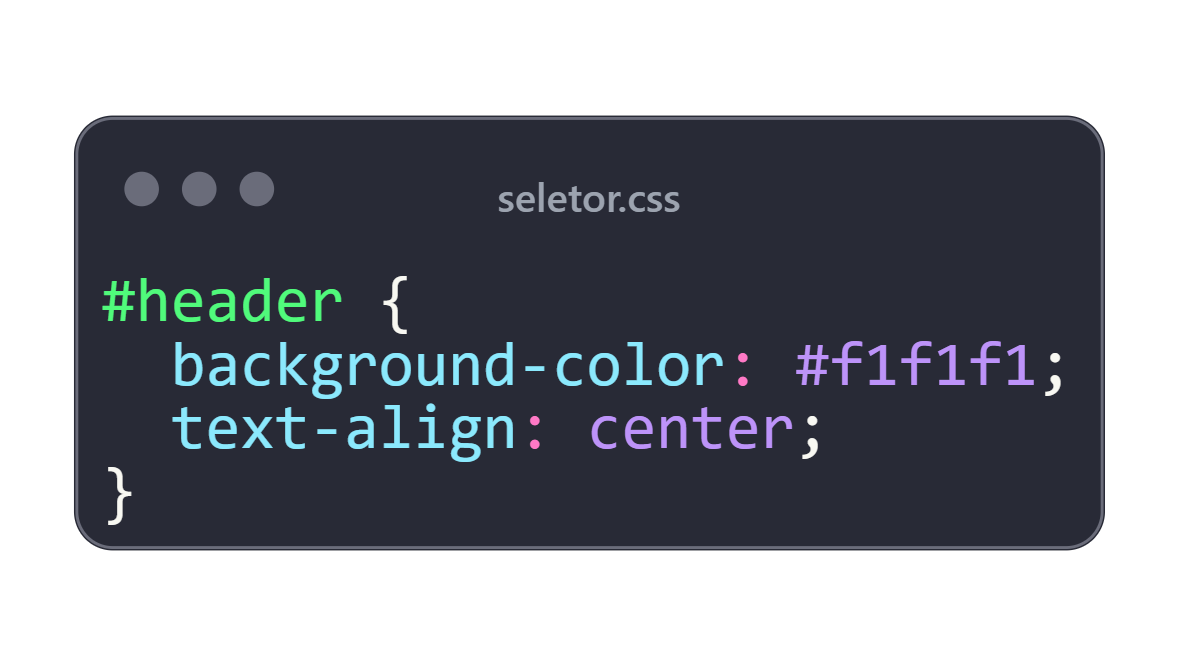 seletor.css
#header {
  background-color: #f1f1f1;
  text-align: center;
}